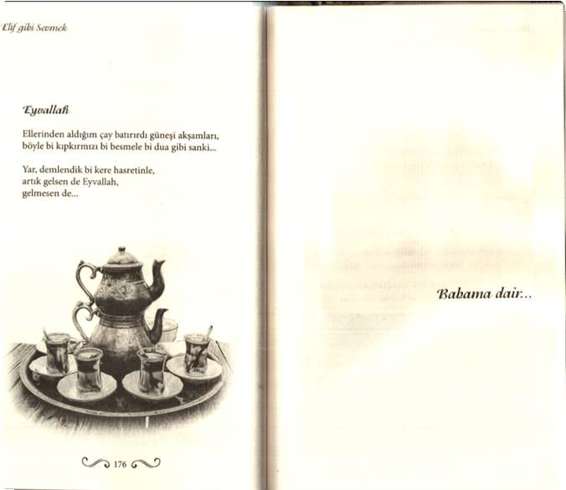 Elif gibi Sevmek
Eyvallah
Ellerinden aldığım çay batırırdı güneşi akşamları,
böyle bi kıpkırmızı bi besmele bi dua gibi sanki...
Yar, demlendik bi kere hasretinle,
artık gelsen de Eyvallah,
gelmesen de...
176
Babama dair...